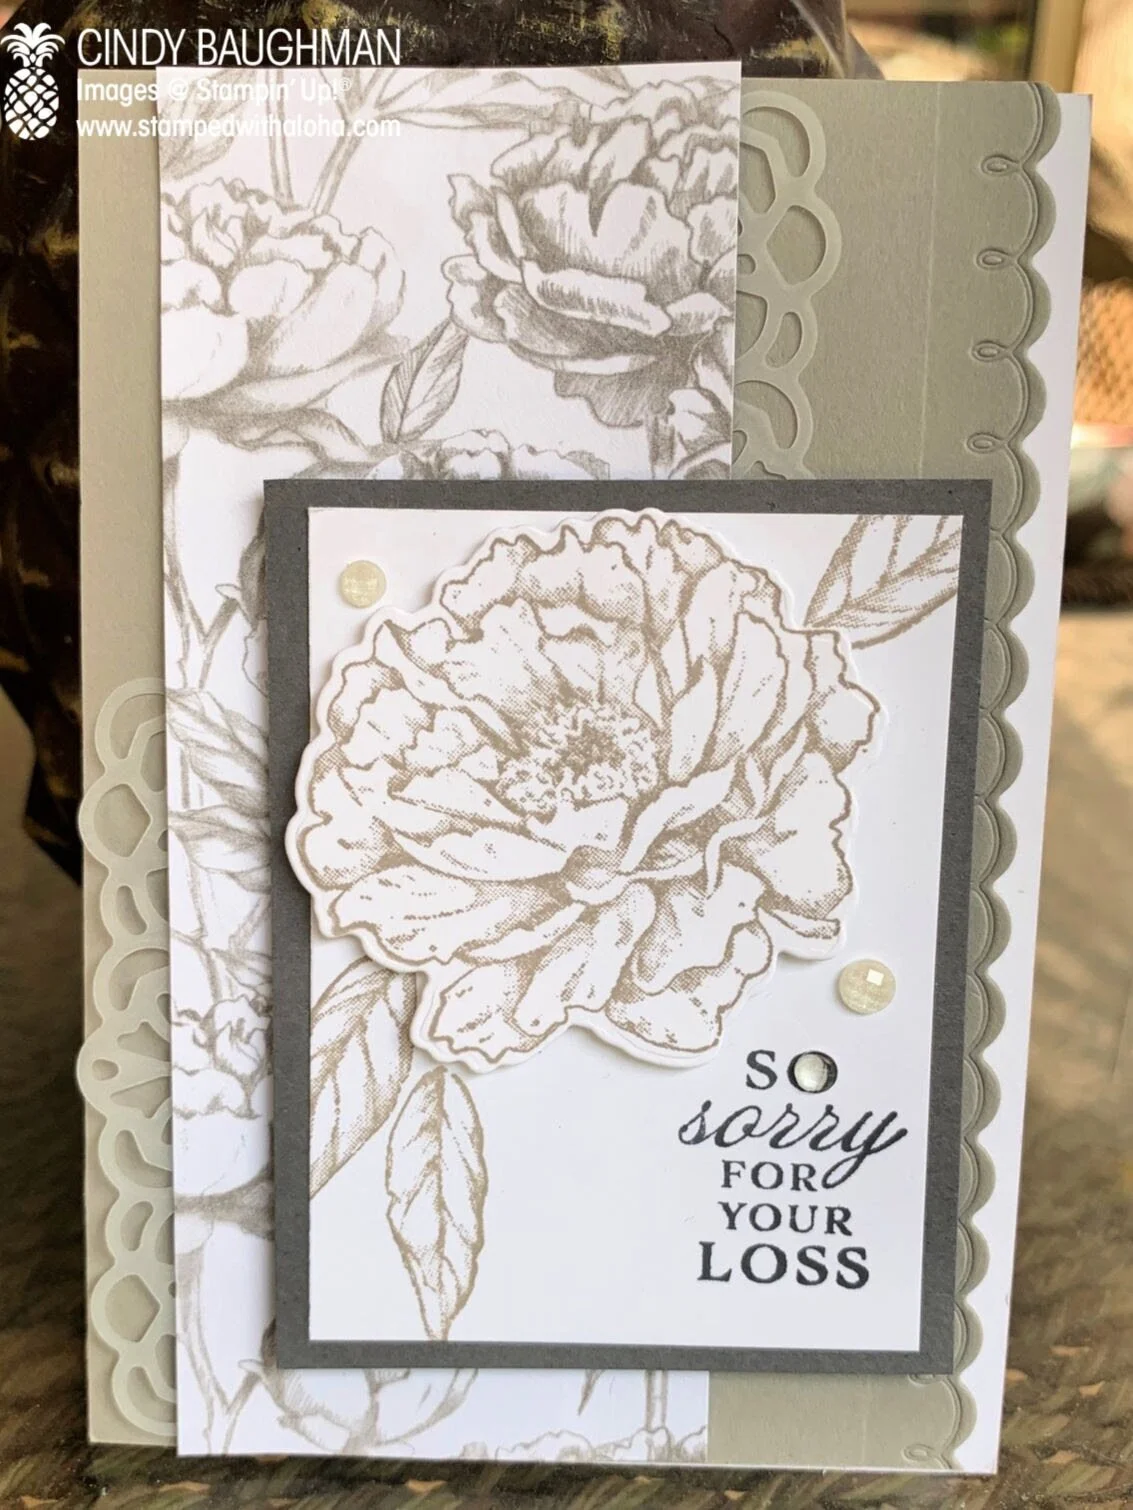 CINDY BAUGHMAN
Images @ Stampin' Up!®
www.stampedwithaloha.com
SO
sorry
FOR
YOUR
LOSS